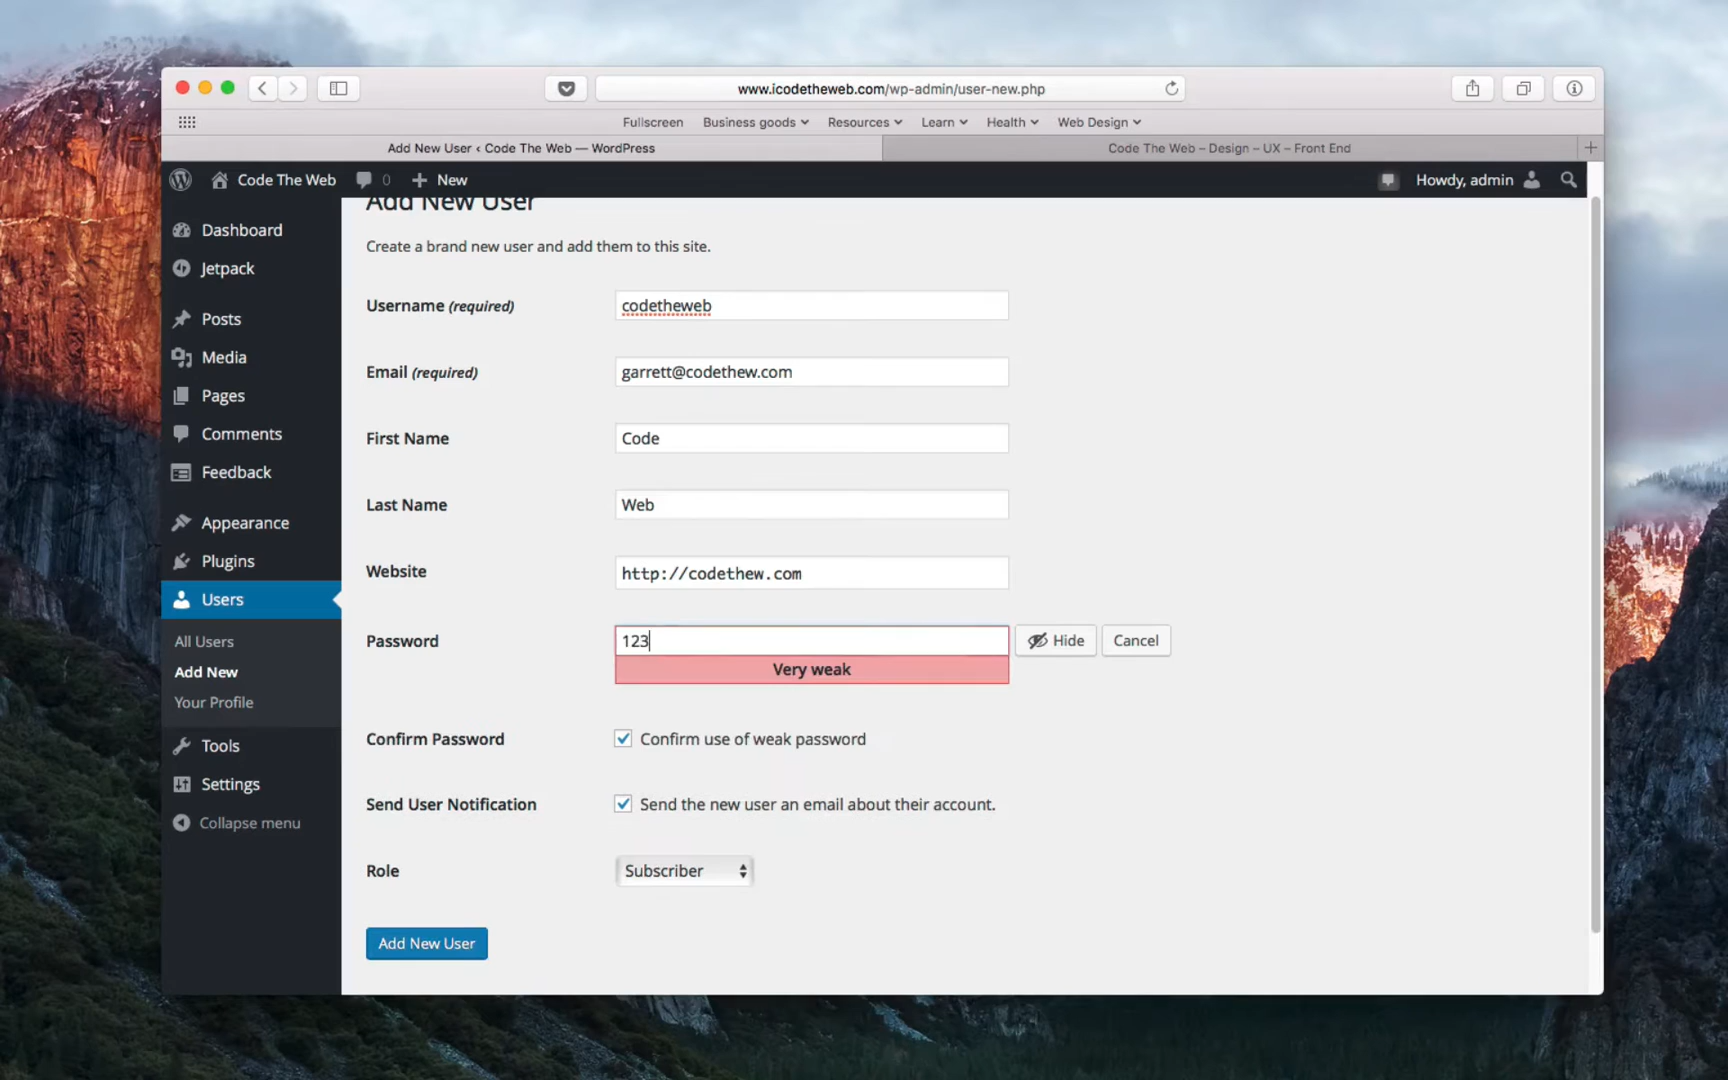 www.icodetheweb.com/wp-admin/user-new.php
Fullscreen Business goods Resources Learn Health Web Design
Add New User ‹ Code The Web — WordPress
Code The Web – Design – UX – Front End
Code The Web 0 New
Howdy, admin
Add New User
Create a brand new user and add them to this site.
Dashboard
Jetpack
Posts
Media
Pages
Comments
Feedback
Appearance
Plugins
Users
All Users
Add New
Your Profile
Tools
Settings
Collapse menu
Username (required) codetheweb
Email (required) garrett@codethew.com
First Name Code
Last Name Web
Website http://codethew.com
Password 123 Hide Cancel
Very weak
Confirm Password Confirm use of weak password
Send User Notification Send the new user an email about their account.
Role Subscriber
Add New User